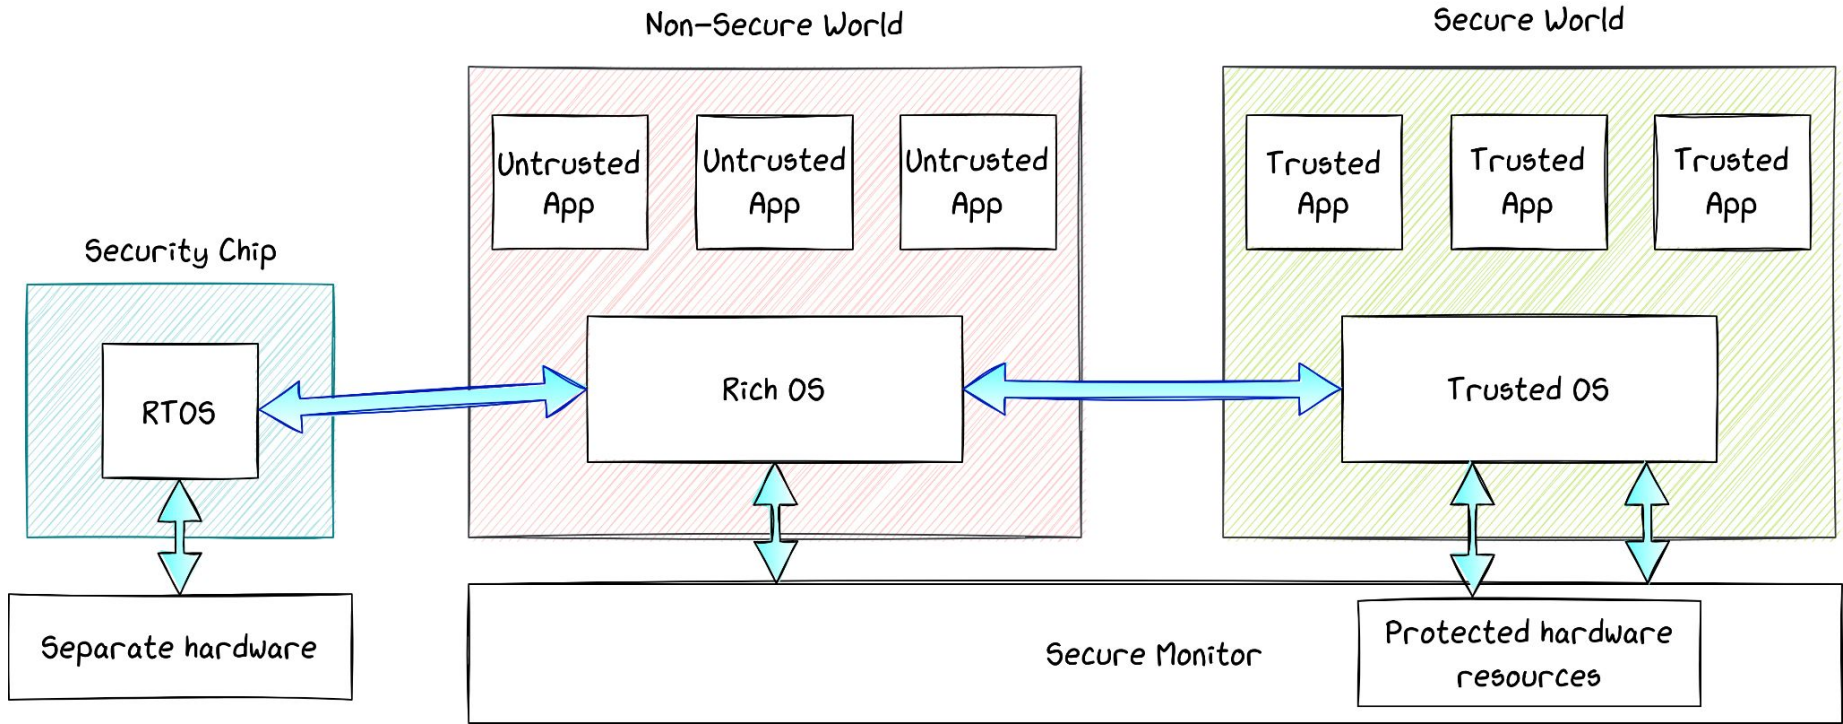 Non-Secure World
Secure World
Untrusted
App
Untrusted
App
Untrusted
App
Trusted
App
Trusted
App
Trusted
App
Security Chip
RTOS
Rich OS
Trusted OS
Separate hardware
Secure Monitor
Protected hardware
resources